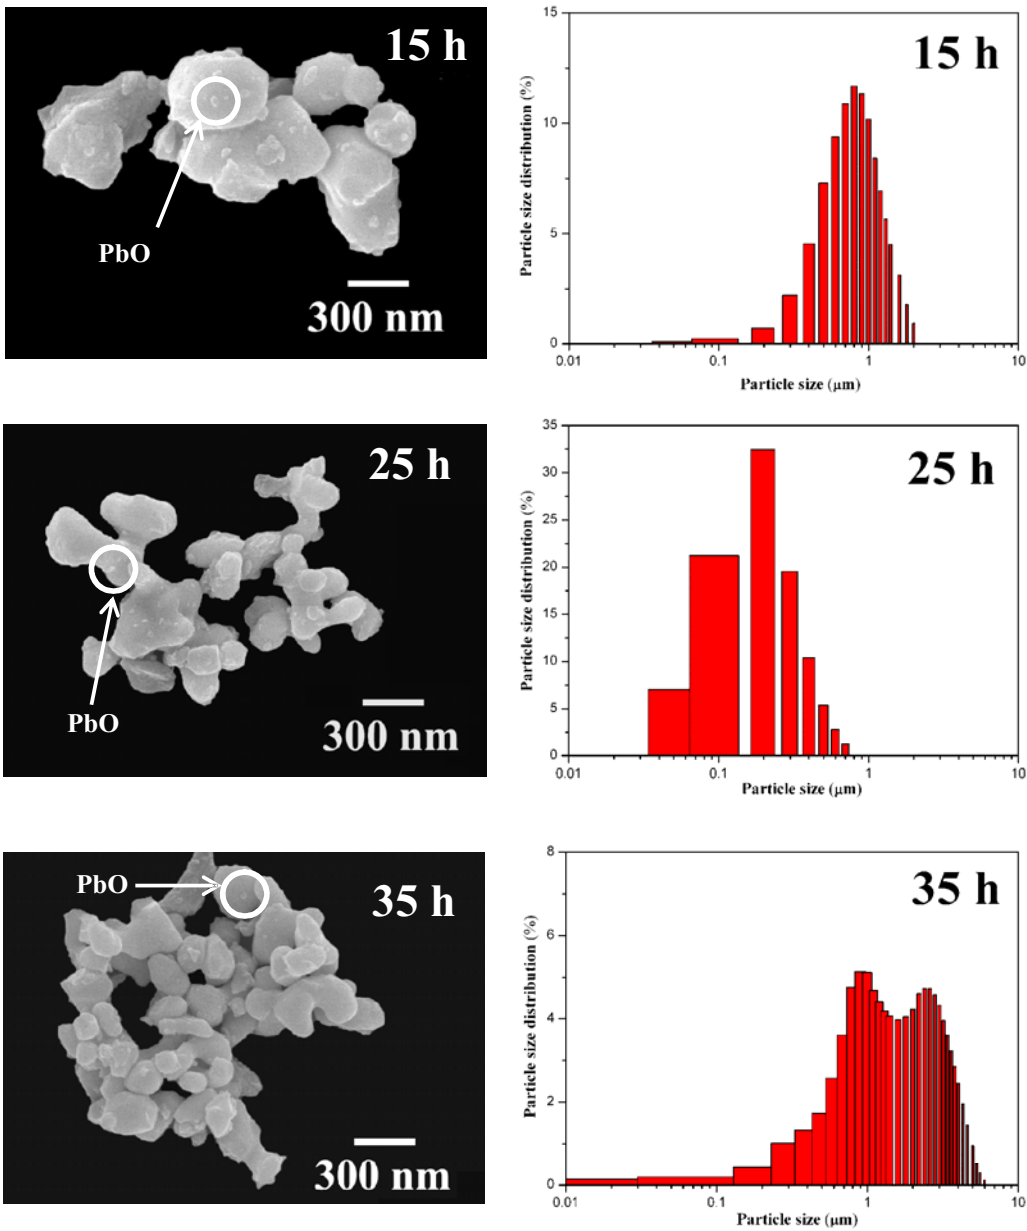 15 h
PbO
300 nm
15
10
5
0
0.01
0.1
1
10
Particle size distribution (%)
Particle size (μm)
15 h
25 h
PbO
300 nm
35
30
25
20
15
10
5
0
0.01
0.1
1
10
Particle size distribution (%)
Particle size (μm)
25 h
PbO
35 h
300 nm
8
6
4
2
0
0.01
0.1
1
10
Particle size distribution (%)
Particle size (μm)
35 h